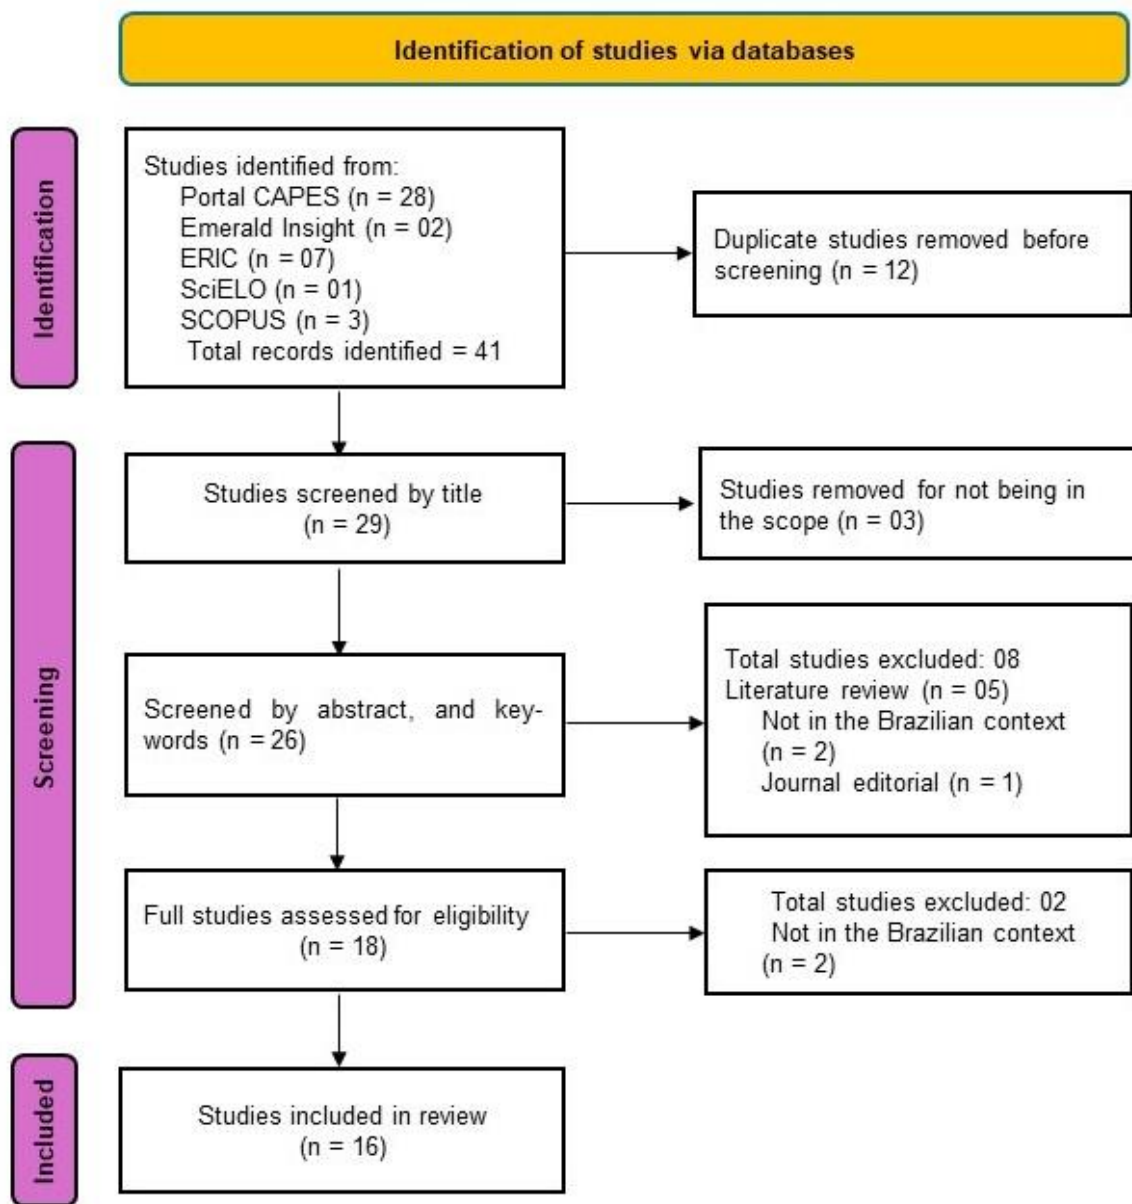 Identification of studies via databases
Identification
Studies identified from:
Portal CAPES (n = 28)
Emerald Insight (n = 02)
ERIC (n = 07)
SciELO (n = 01)
SCOPUS (n = 3)
Total records identified = 41
Duplicate studies removed before
screening (n = 12)
Screening
Studies screened by title
(n = 29)
Studies removed for not being in
the scope (n = 03)
Screened by abstract, and key-
words (n = 26)
Total studies excluded: 08
Literature review (n = 05)
Not in the Brazilian context
(n = 2)
Journal editorial (n = 1)
Full studies assessed for eligibility
(n = 18)
Total studies excluded: 02
Not in the Brazilian context
(n = 2)
Included
Studies included in review
(n = 16)